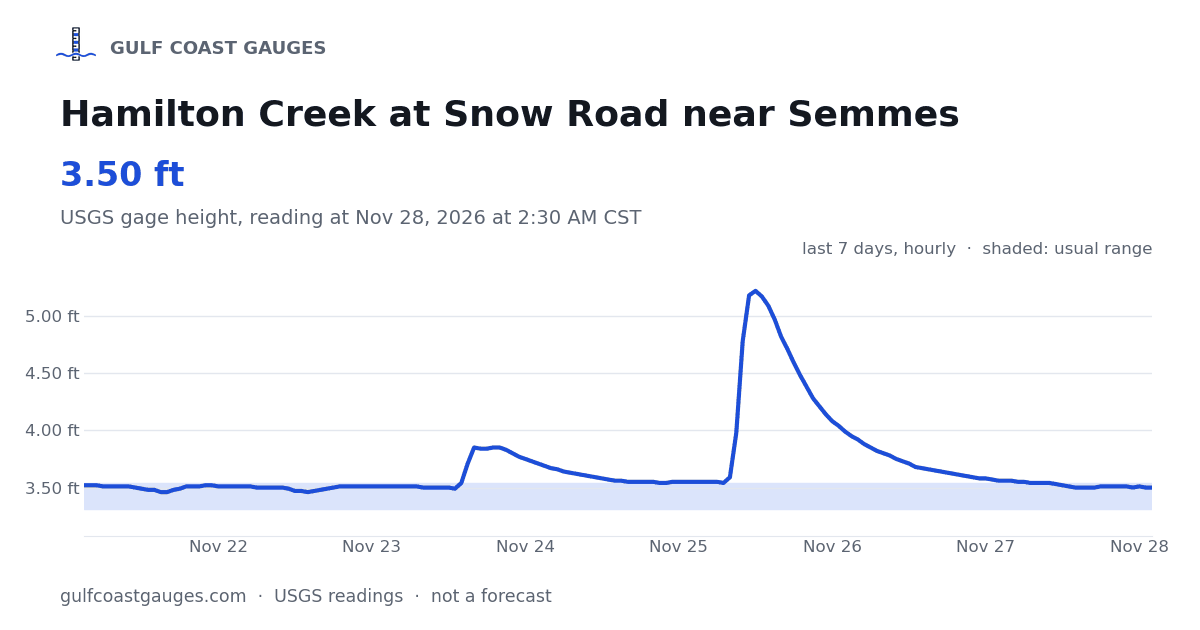 GULF COAST GAUGES
Hamilton Creek at Snow Road near Semmes
3.50 ft
USGS gage height, reading at Nov 28, 2026 at 2:30 AM CST
last 7 days, hourly · shaded: usual range
5.00 ft
4.50 ft
4.00 ft
3.50 ft
Nov 22 Nov 23 Nov 24 Nov 25 Nov 26 Nov 27 Nov 28
gulfcoastgauges.com · USGS readings · not a forecast